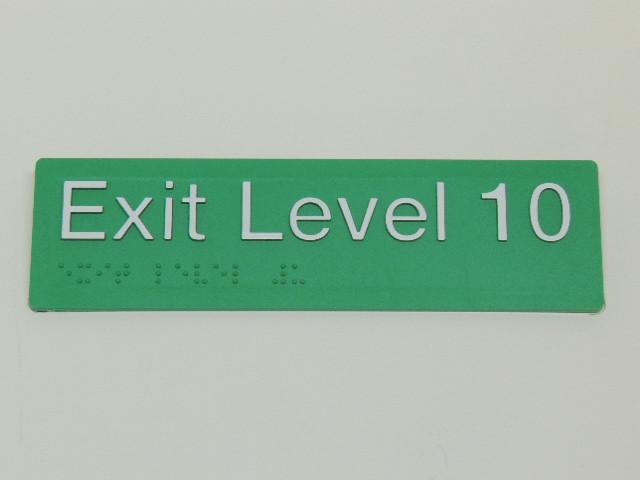 Exit Level 10
⠑⠭⠊⠞ ⠇⠑⠧⠑⠇ ⠼⠁⠚